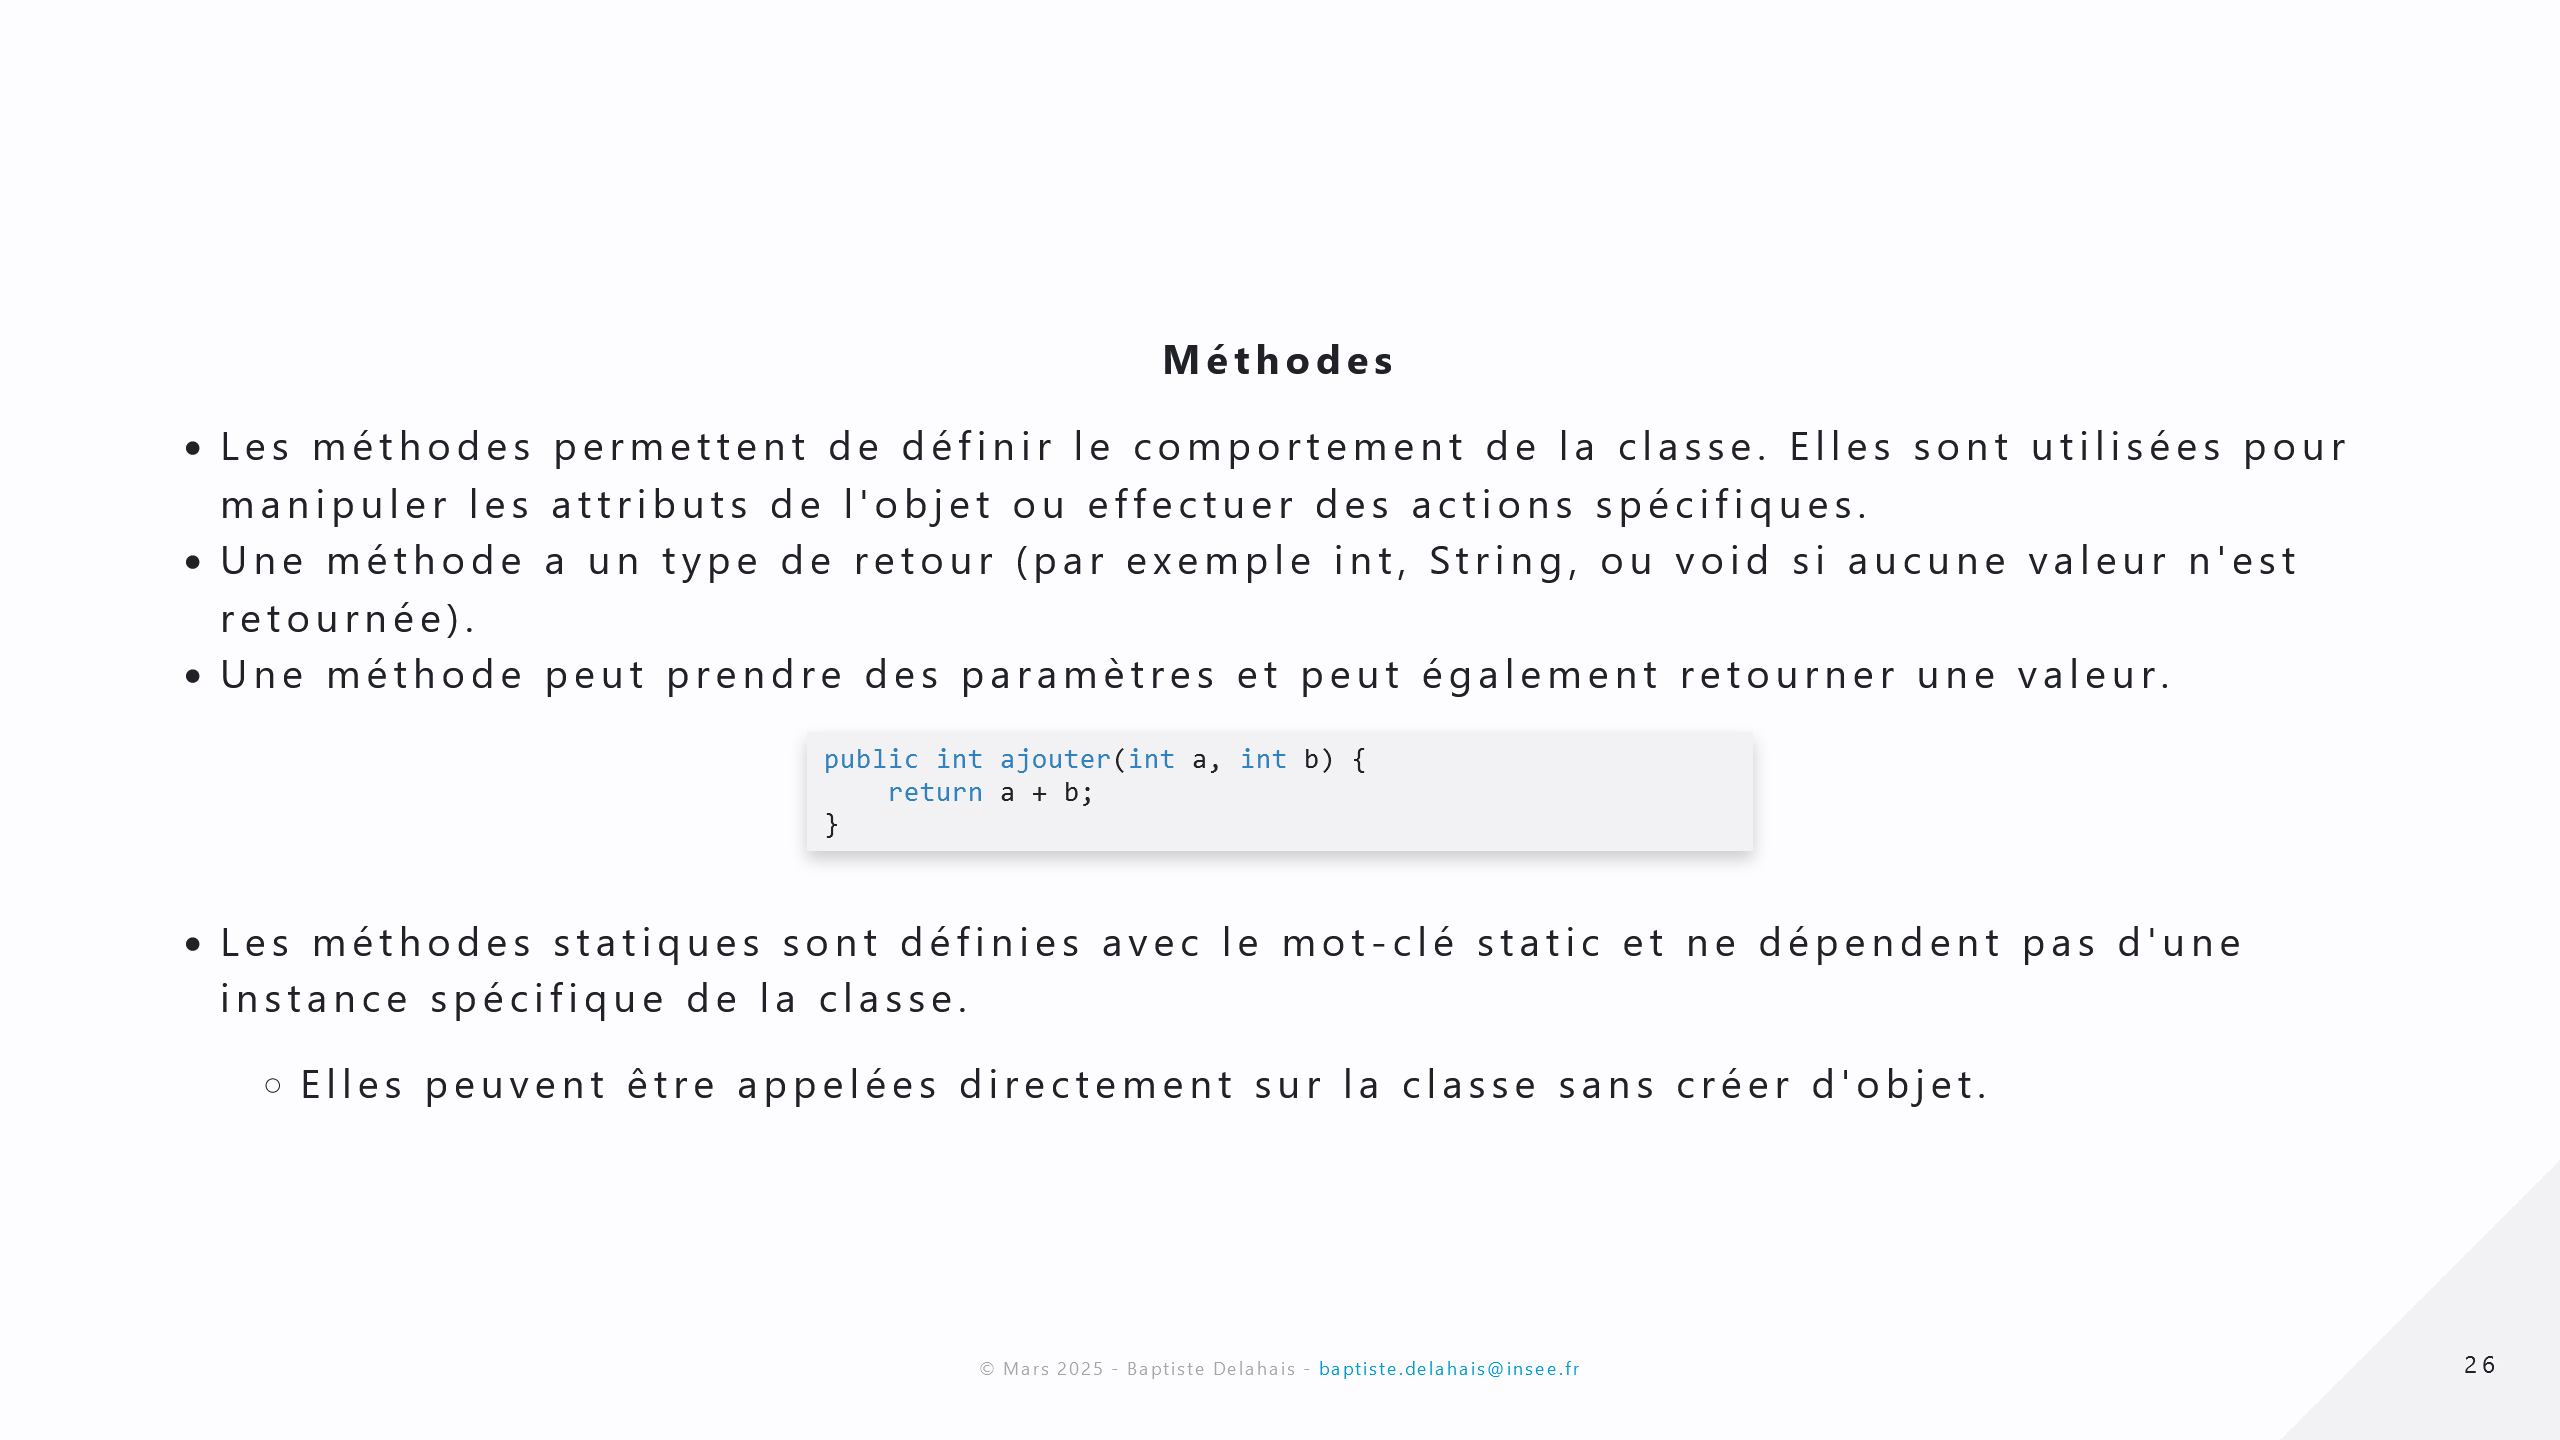 Méthodes
• Les méthodes permettent de définir le comportement de la classe. Elles sont utilisées pour
manipuler les attributs de l'objet ou effectuer des actions spécifiques.
• Une méthode a un type de retour (par exemple int, String, ou void si aucune valeur n'est
retournée).
• Une méthode peut prendre des paramètres et peut également retourner une valeur.
public int ajouter(int a, int b) {
    return a + b;
}
• Les méthodes statiques sont définies avec le mot-clé static et ne dépendent pas d'une
instance spécifique de la classe.
○ Elles peuvent être appelées directement sur la classe sans créer d'objet.
© Mars 2025 - Baptiste Delahais - baptiste.delahais@insee.fr
26